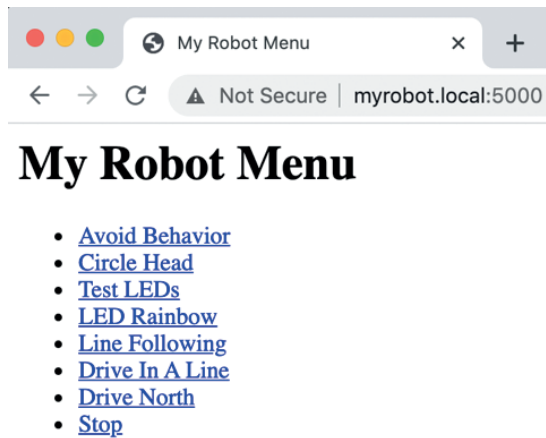 My Robot Menu
Not Secure | myrobot.local:5000
My Robot Menu
• Avoid Behavior
• Circle Head
• Test LEDs
• LED Rainbow
• Line Following
• Drive In A Line
• Drive North
• Stop